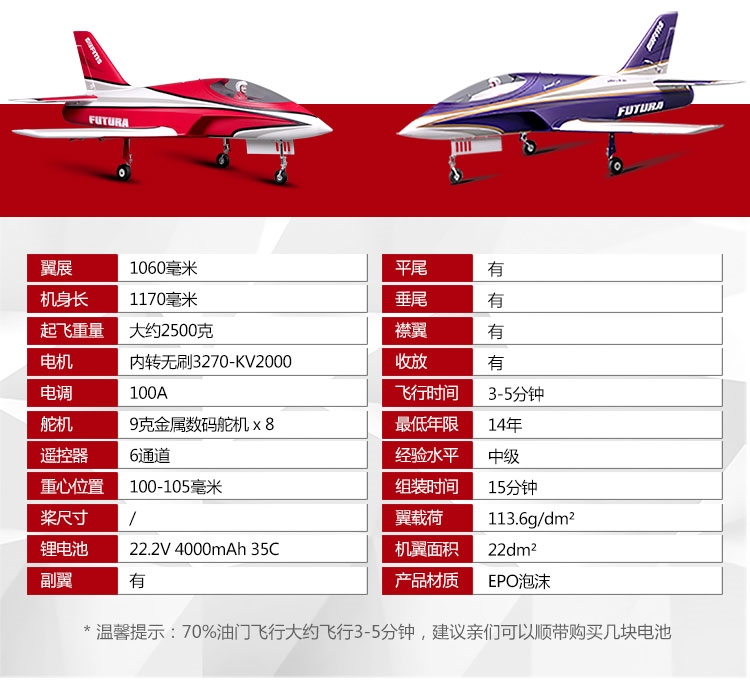 FUTURA
FUTURA
翼展 1060毫米
机身长 1170毫米
起飞重量 大约2500克
电机 内转无刷3270-KV2000
电调 100A
舵机 9克金属数码舵机 x 8
遥控器 6通道
重心位置 100-105毫米
桨尺寸 /
锂电池 22.2V 4000mAh 35C
副翼 有
平尾 有
垂尾 有
襟翼 有
收放 有
飞行时间 3-5分钟
最低年限 14年
经验水平 中级
组装时间 15分钟
翼载荷 113.6g/dm²
机翼面积 22dm²
产品材质 EPO泡沫
* 温馨提示：70%油门飞行大约飞行3-5分钟，建议亲们可以顺带购买几块电池